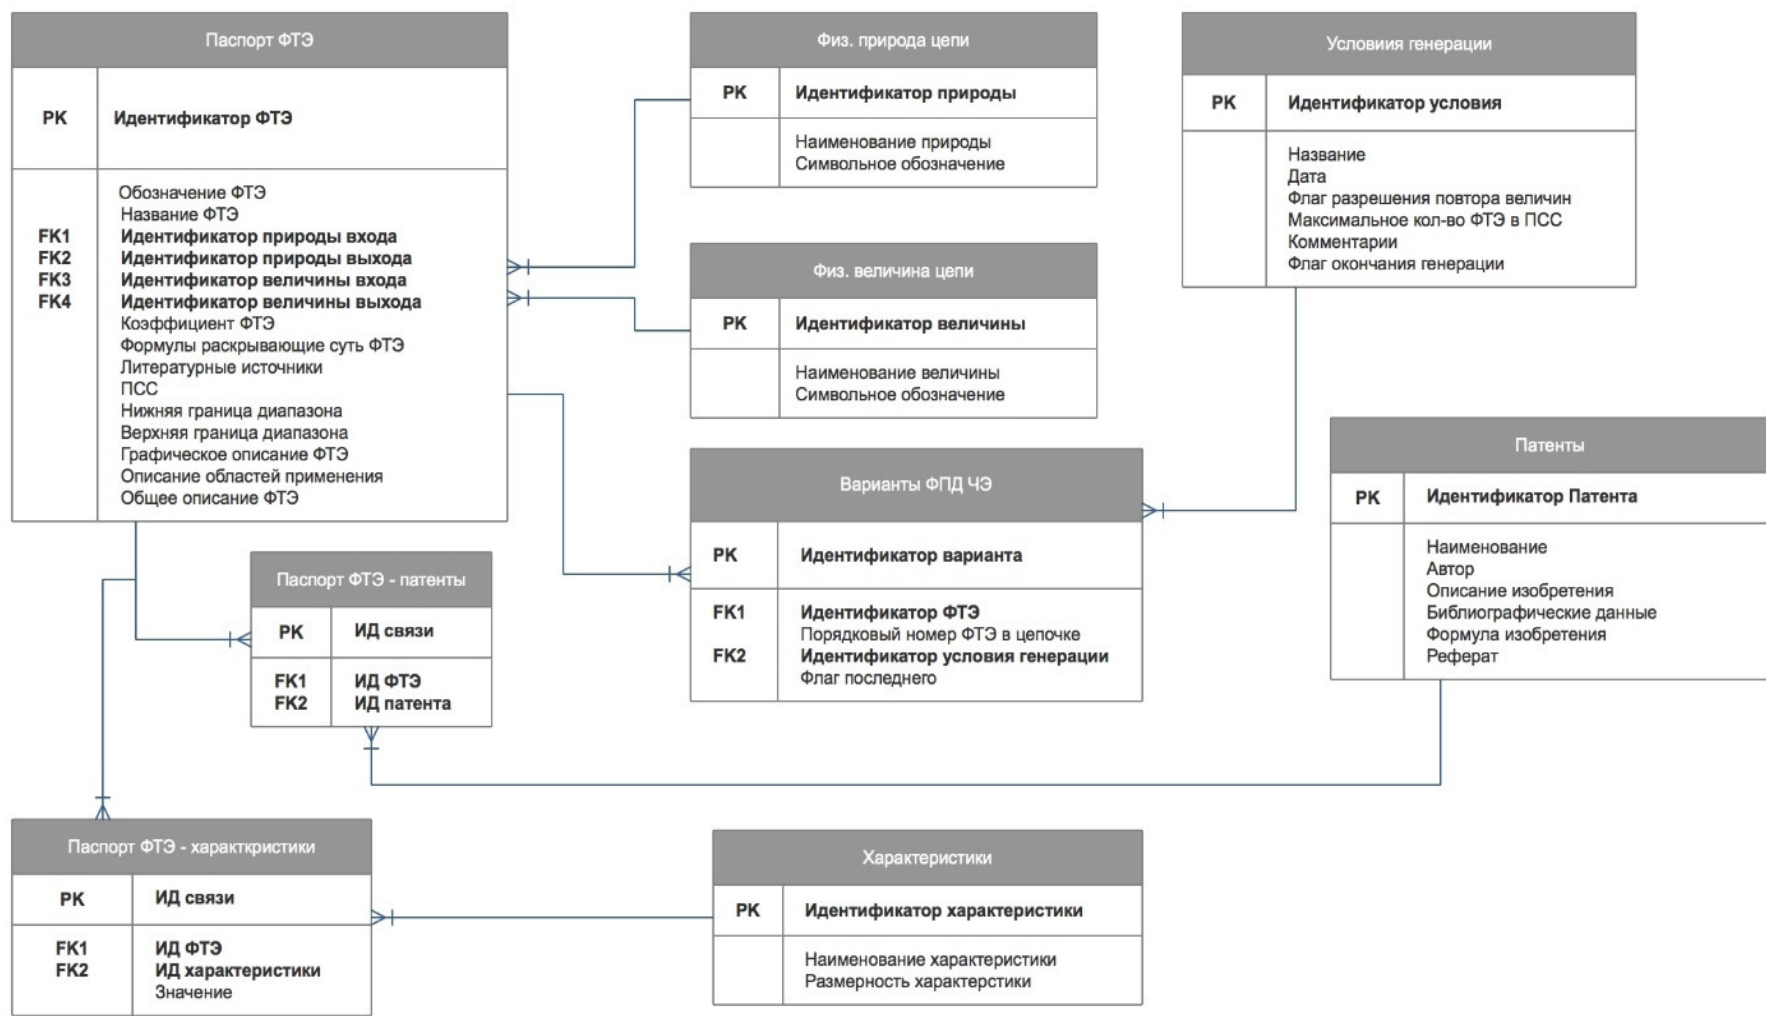 Паспорт ФТЭ
PK Идентификатор ФТЭ
Обозначение ФТЭ
Название ФТЭ
FK1 Идентификатор природы входа
FK2 Идентификатор природы выхода
FK3 Идентификатор величины входа
FK4 Идентификатор величины выхода
Коэффициент ФТЭ
Формулы раскрывающие суть ФТЭ
Литературные источники
ПСС
Нижняя граница диапазона
Верхняя граница диапазона
Графическое описание ФТЭ
Описание областей применения
Общее описание ФТЭ
Физ. природа цепи
PK Идентификатор природы
Наименование природы
Символьное обозначение
Условиия генерации
PK Идентификатор условия
Название
Дата
Флаг разрешения повтора величин
Максимальное кол-во ФТЭ в ПСС
Комментарии
Флаг окончания генерации
Физ. величина цепи
PK Идентификатор величины
Наименование величины
Символьное обозначение
Варианты ФПД ЧЭ
PK Идентификатор варианта
FK1 Идентификатор ФТЭ
Порядковый номер ФТЭ в цепочке
FK2 Идентификатор условия генерации
Флаг последнего
Патенты
PK Идентификатор Патента
Наименование
Автор
Описание изобретения
Библиографические данные
Формула изобретения
Реферат
Паспорт ФТЭ - патенты
PK ИД связи
FK1 ИД ФТЭ
FK2 ИД патента
Паспорт ФТЭ - характкристики
PK ИД связи
FK1 ИД ФТЭ
FK2 ИД характеристики
Значение
Характеристики
PK Идентификатор характеристики
Наименование характеристики
Размерность характерстики